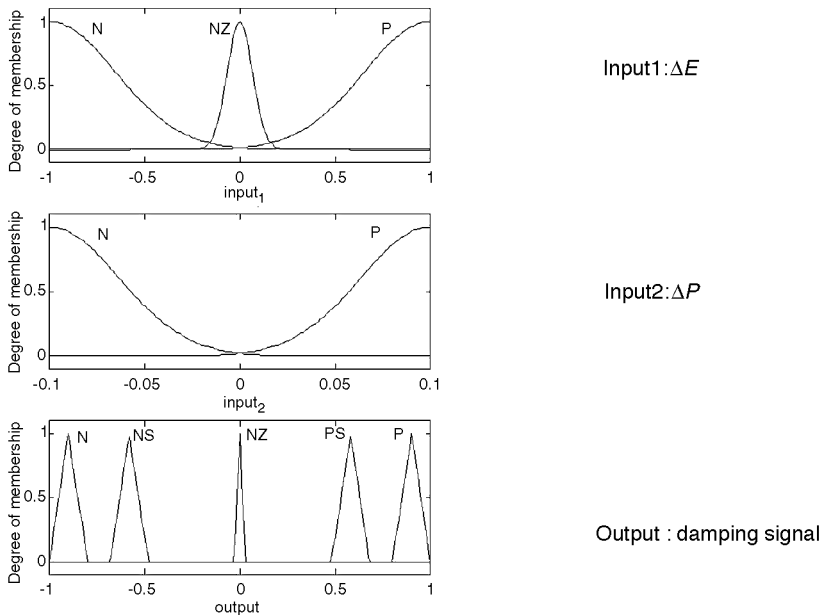 Degree of membership
1
0.5
0
N
NZ
P
-1
-0.5
0
0.5
1
input1
Input1:ΔE
Degree of membership
1
0.5
0
N
P
-0.1
-0.05
0
0.05
0.1
input2
Input2:ΔP
Degree of membership
1
0.5
0
N
NS
NZ
PS
P
-1
-0.5
0
0.5
1
output
Output : damping signal